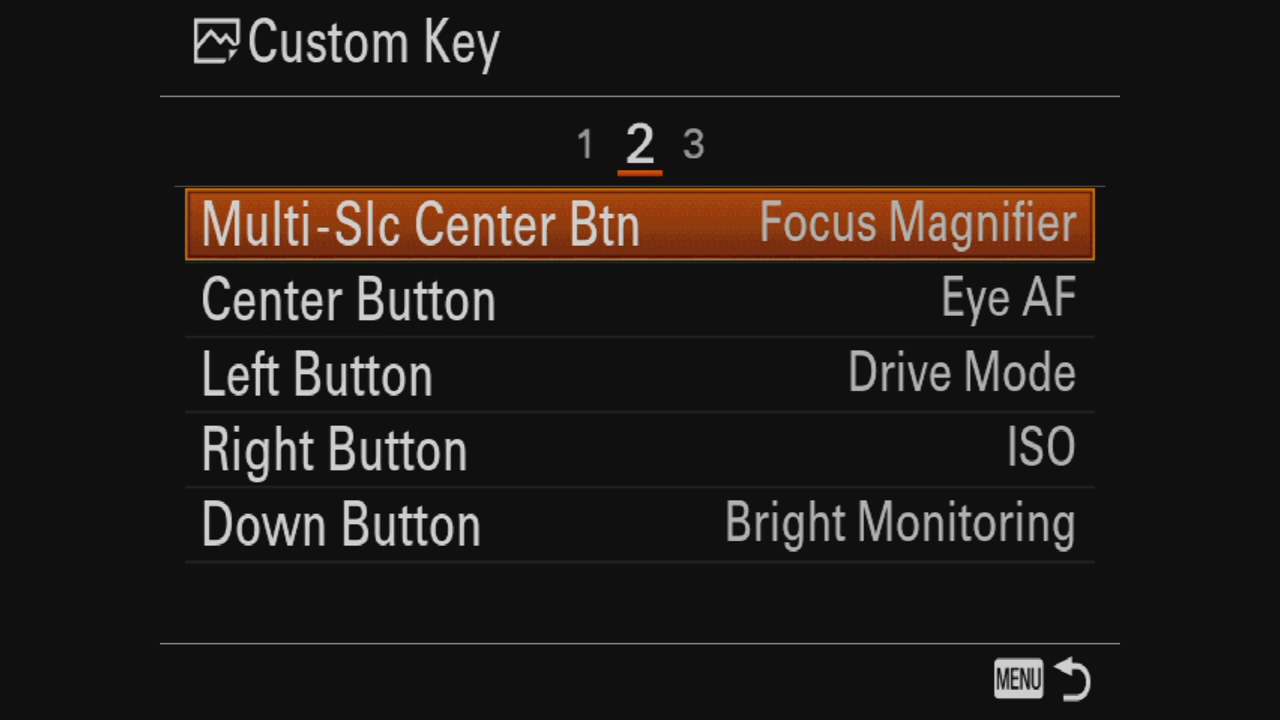 Custom Key
1 2 3
Multi-Slc Center Btn Focus Magnifier
Center Button Eye AF
Left Button Drive Mode
Right Button ISO
Down Button Bright Monitoring
MENU